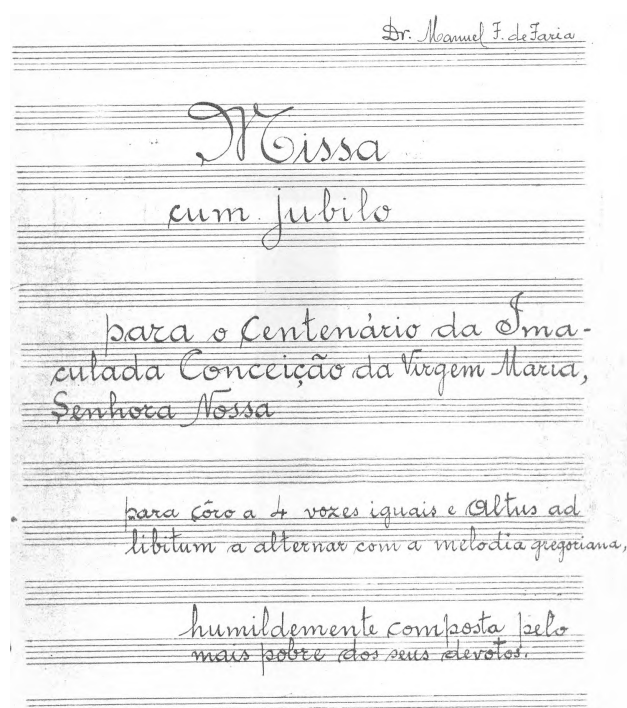 Dr. Manuel F. de Faria
Missa
cum jubilo
para o Centenário da Ima-
culada Conceição da Virgem Maria,
Senhora Nossa
para côro a 4 vozes iguais e Altus ad
libitum a alternar com a melodia gregoriana,
humildemente composta pelo
mais pobre dos seus devotos.